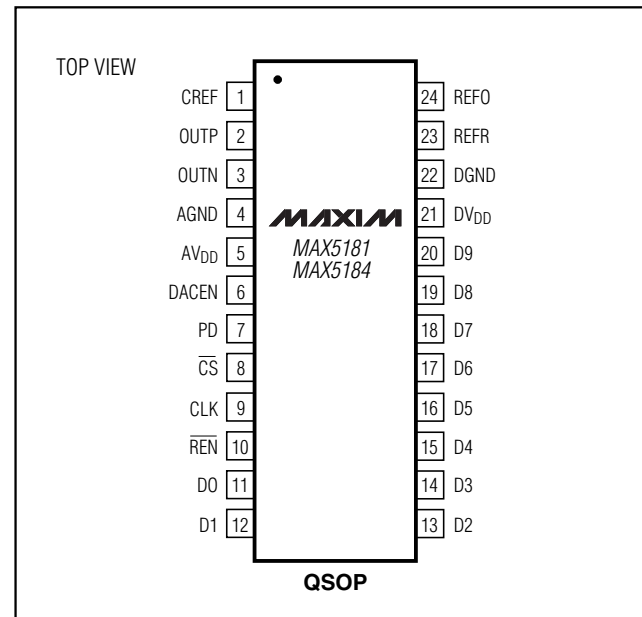 TOP VIEW
CREF 1
OUTP 2
OUTN 3
AGND 4
AVDD 5
DACEN 6
PD 7
C̅S̅ 8
CLK 9
R̅E̅N̅ 10
D0 11
D1 12
MAXIM
MAX5181
MAX5184
24 REFO
23 REFR
22 DGND
21 DVDD
20 D9
19 D8
18 D7
17 D6
16 D5
15 D4
14 D3
13 D2
QSOP